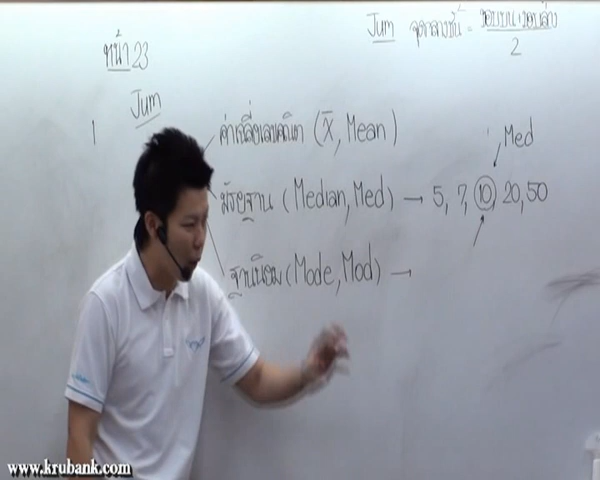 หน้า 23
Jum จุดกลางชั้น = ขอบบน+ขอบล่าง
2
1
Jum
ค่าเฉลี่ยเลขคณิต (X̄, Mean)
Med
มัธยฐาน (Median, Med) → 5, 7, 10, 20, 50
ฐานนิยม (Mode, Mod) →
www.krubank.com